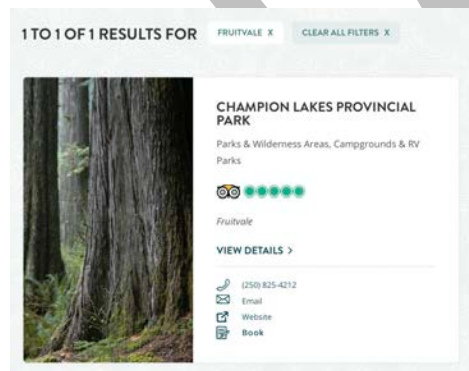 1 TO 1 OF 1 RESULTS FOR FRUITVALE X CLEAR ALL FILTERS X
CHAMPION LAKES PROVINCIAL
PARK
Parks & Wilderness Areas, Campgrounds & RV
Parks
Fruitvale
VIEW DETAILS >
(250) 825-4212
Email
Website
Book